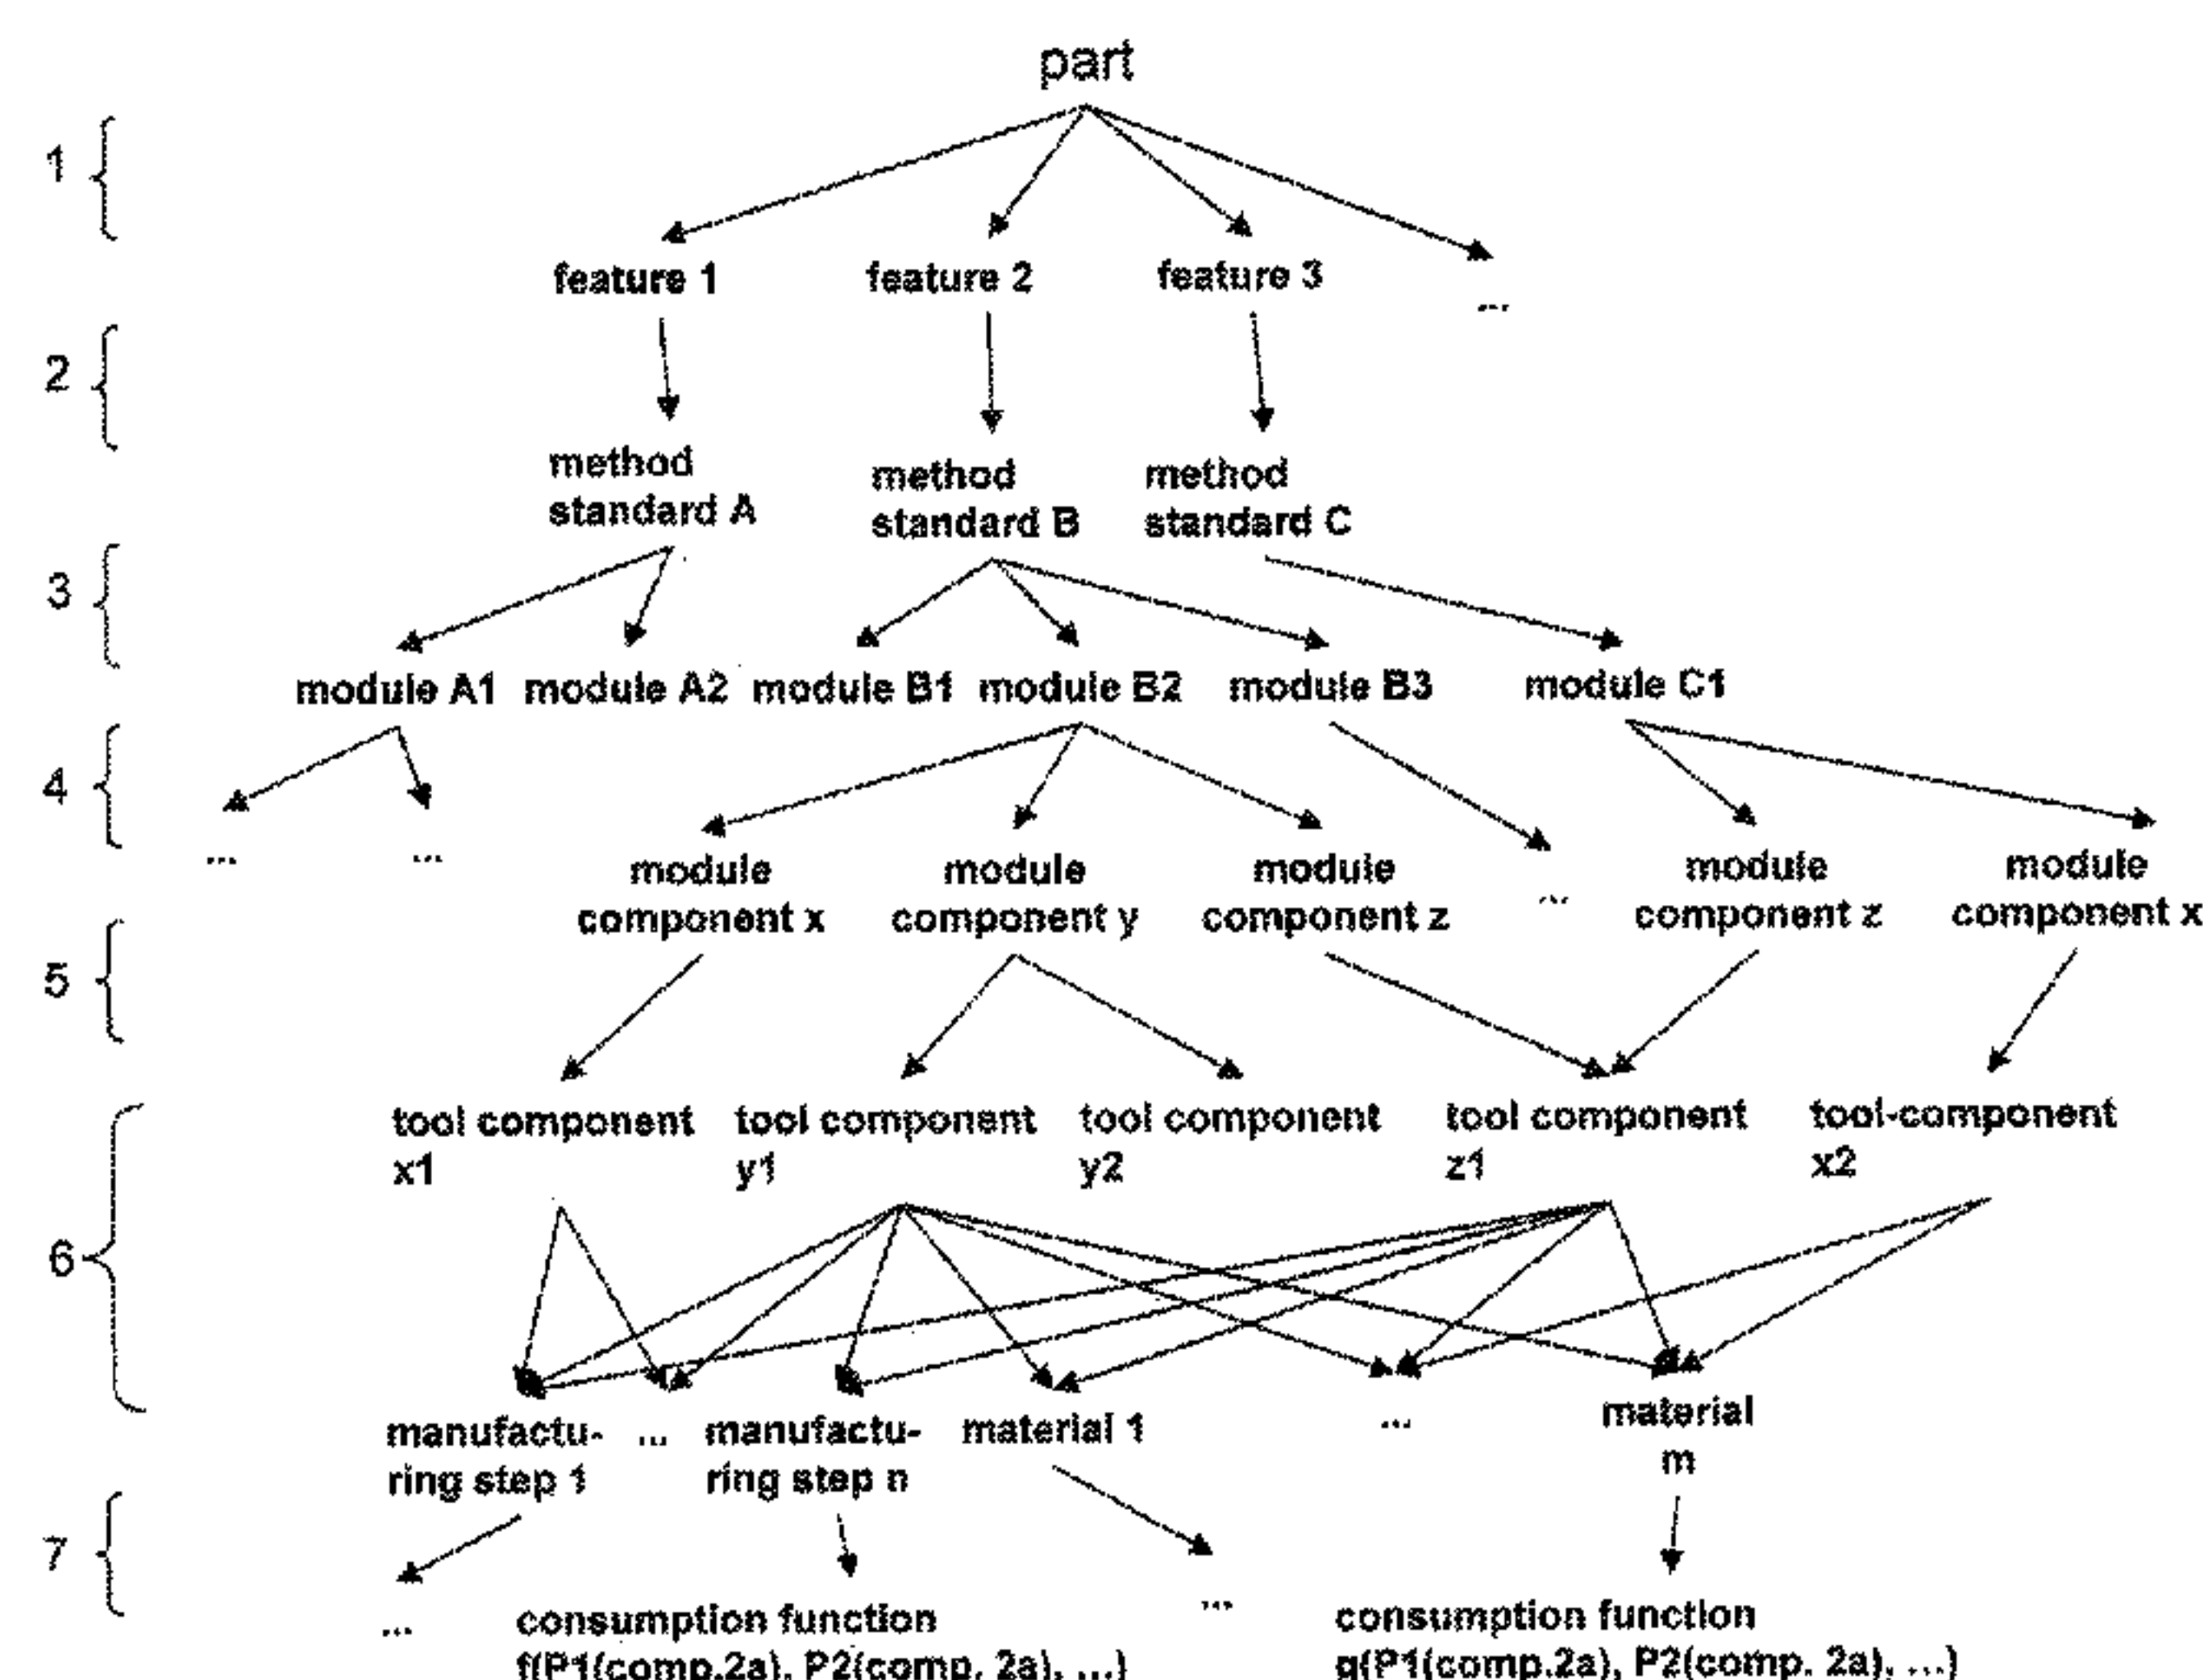 part
1
feature 1 feature 2 feature 3 ...
2
method standard A
method standard B
method standard C
3
module A1 module A2 module B1 module B2 module B3 module C1
4
... ...
module component x
module component y
module component z
...
module component z
module component x
5
tool component x1
tool component y1
tool component y2
tool component z1
tool-component x2
6
manufactu-
ring step 1
...
manufactu-
ring step n
material 1
...
material
m
7
...
consumption function
f(P1(comp.2a), P2(comp. 2a), ...)
...
consumption function
g(P1(comp.2a), P2(comp. 2a), ...)